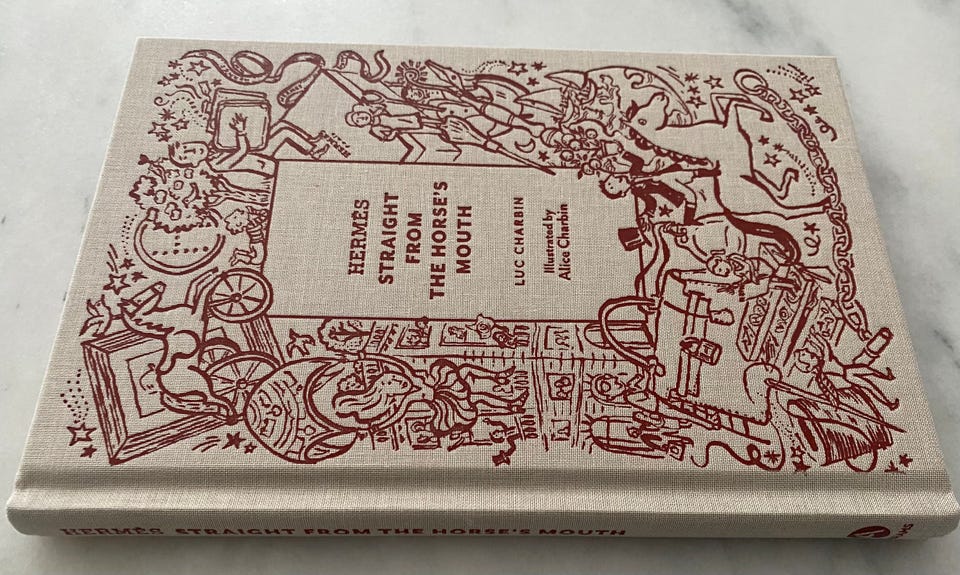 HERMÈS
STRAIGHT
FROM
THE HORSE'S
MOUTH
LUC CHARBIN
Illustrated by
Alice Charbin
HERMÈS STRAIGHT FROM THE HORSE'S MOUTH